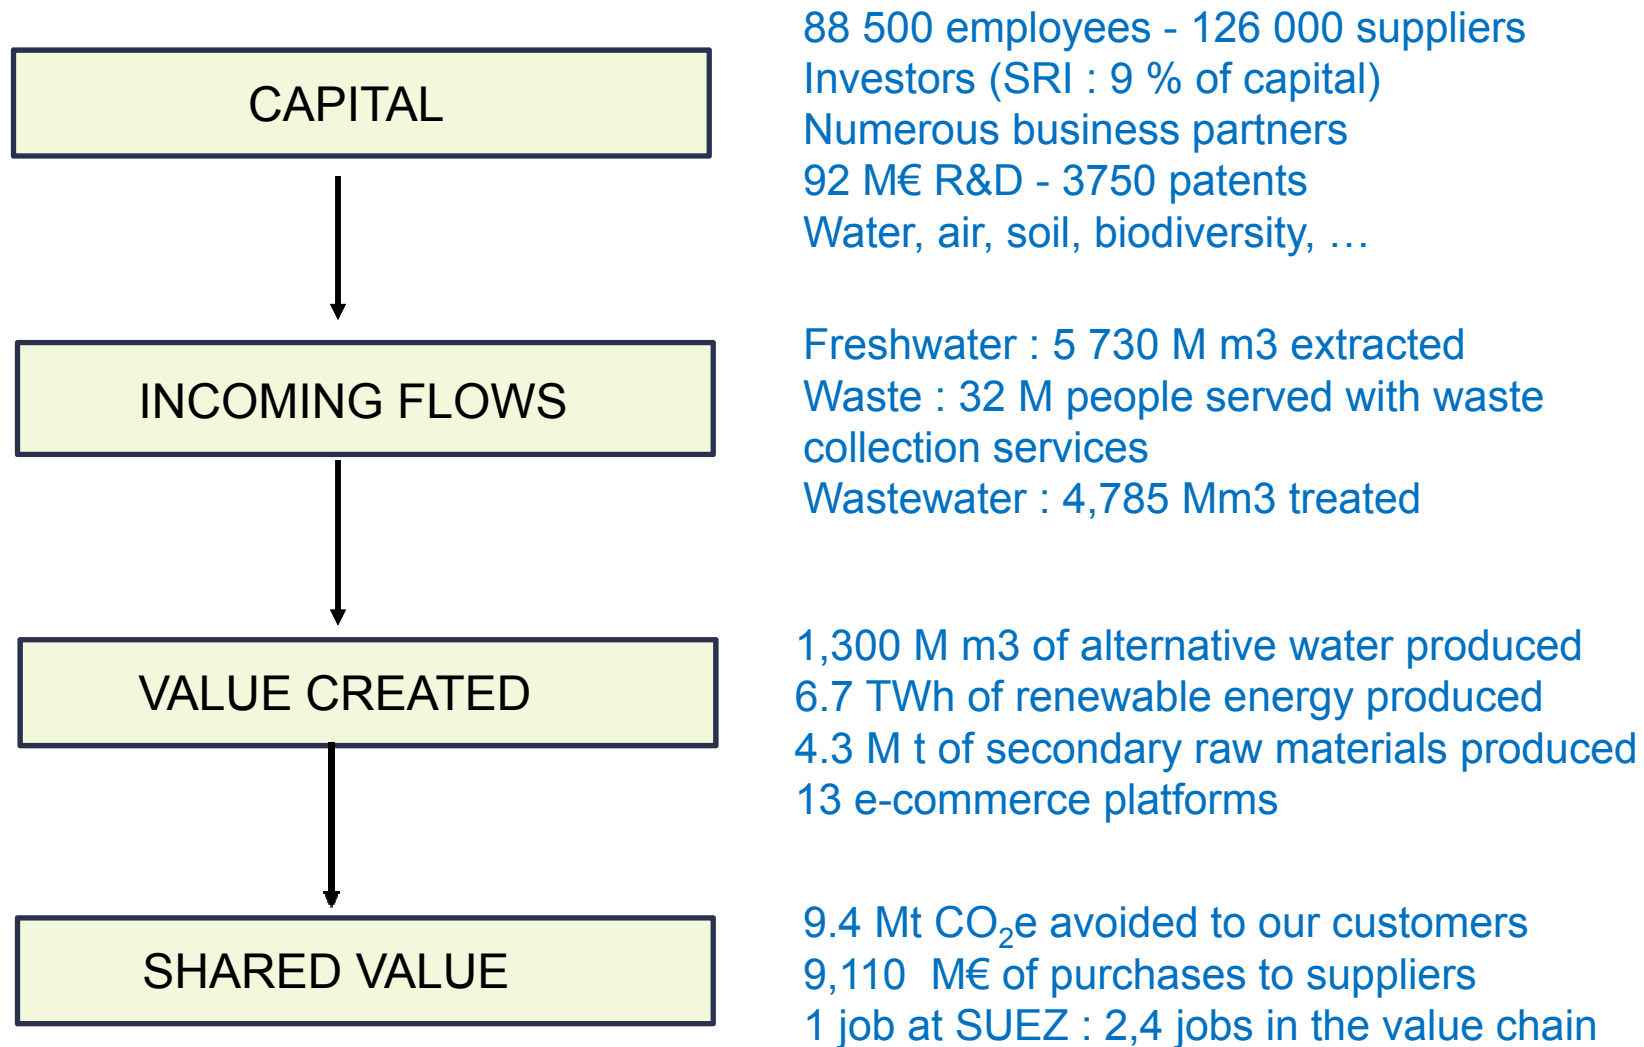 CAPITAL
88 500 employees - 126 000 suppliers
Investors (SRI : 9 % of capital)
Numerous business partners
92 M€ R&D - 3750 patents
Water, air, soil, biodiversity, …
INCOMING FLOWS
Freshwater : 5 730 M m3 extracted
Waste : 32 M people served with waste
collection services
Wastewater : 4,785 Mm3 treated
VALUE CREATED
1,300 M m3 of alternative water produced
6.7 TWh of renewable energy produced
4.3 M t of secondary raw materials produced
13 e-commerce platforms
SHARED VALUE
9.4 Mt CO₂e avoided to our customers
9,110  M€ of purchases to suppliers
1 job at SUEZ : 2,4 jobs in the value chain